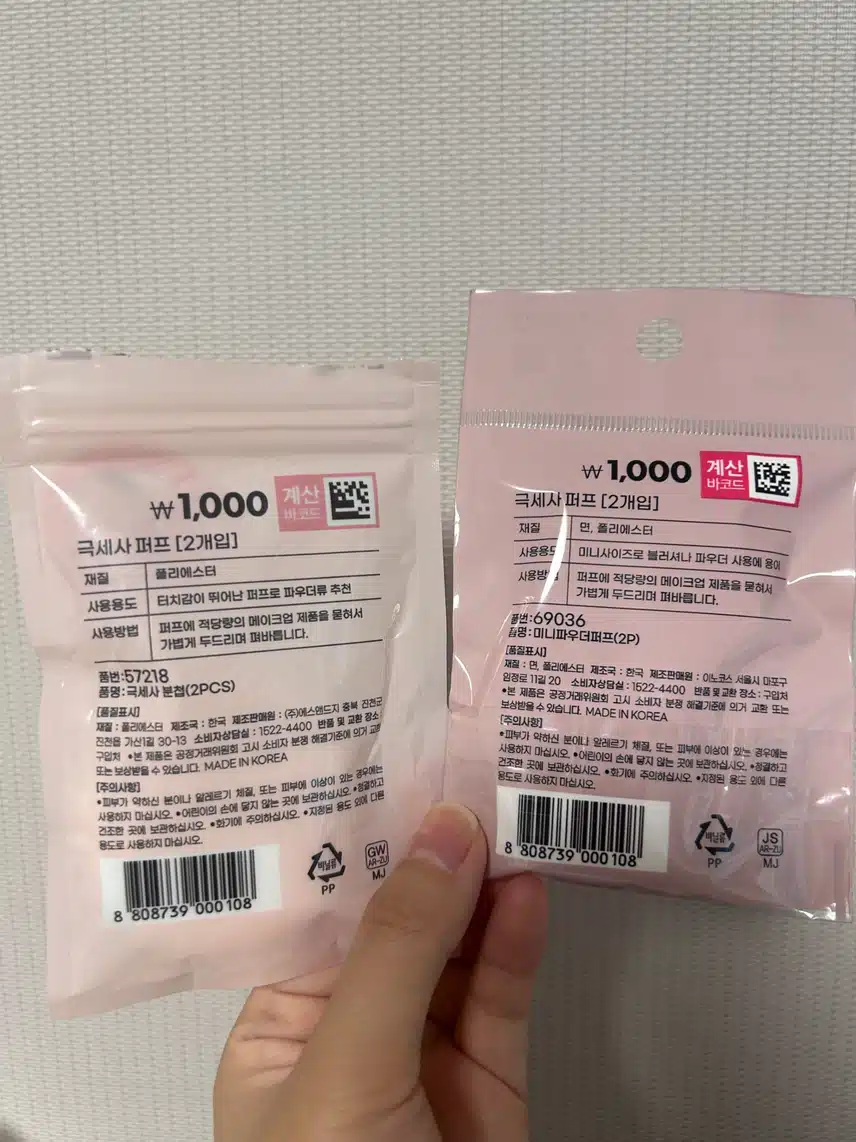 ₩1,000
계산
바코드
극세사 퍼프 [2개입]
재질 폴리에스터
사용용도 터치감이 뛰어난 퍼프로 파우더류 추천
사용방법 퍼프에 적당량의 메이크업 제품을 묻혀서
가볍게 두드리며 펴바릅니다.
품번:57218
품명:극세사 분첩(2PCS)
[품질표시]
재질 : 폴리에스터 제조국 : 한국 제조판매원 : (주)에스앤드지 충북 진천군
진천읍 가산1길 30-13 소비자상담실 : 1522-4400 반품 및 교환 장소 :
구입처 •본 제품은 공정거래위원회 고시 소비자 분쟁 해결기준에 의거 교환
또는 보상받을 수 있습니다. MADE IN KOREA
[주의사항]
•피부가 약하신 분이나 알레르기 체질, 또는 피부에 이상이 있는 경우에는
사용하지 마십시오. •어린이의 손에 닿지 않는 곳에 보관하십시오. •청결하고
건조한 곳에 보관하십시오. •화기에 주의하십시오. •지정된 용도 외에 다른
용도로 사용하지 마십시오.
8 808739 000108
비닐류
PP
GW
AR-ZU
MJ
₩1,000
계산
바코드
극세사 퍼프 [2개입]
재질 면, 폴리에스터
사용용도 미니사이즈로 블러셔나 파우더 사용에 용이
사용방법 퍼프에 적당량의 메이크업 제품을 묻혀서
가볍게 두드리며 펴바릅니다.
품번:69036
품명:미니파우더퍼프(2P)
[품질표시]
재질 : 면, 폴리에스터 제조국 : 한국 제조판매원 : 이노코스 서울시 마포구
임정로 11길 20 소비자상담실 : 1522-4400 반품 및 교환 장소 : 구입처
•본 제품은 공정거래위원회 고시 소비자 분쟁 해결기준에 의거 교환 또는
보상받을 수 있습니다. MADE IN KOREA
[주의사항]
•피부가 약하신 분이나 알레르기 체질, 또는 피부에 이상이 있는 경우에는
사용하지 마십시오. •어린이의 손에 닿지 않는 곳에 보관하십시오. •청결하고
건조한 곳에 보관하십시오. •화기에 주의하십시오. •지정된 용도 외에 다른
용도로 사용하지 마십시오.
8 808739 000108
비닐류
PP
JS
AR-ZU
MJ